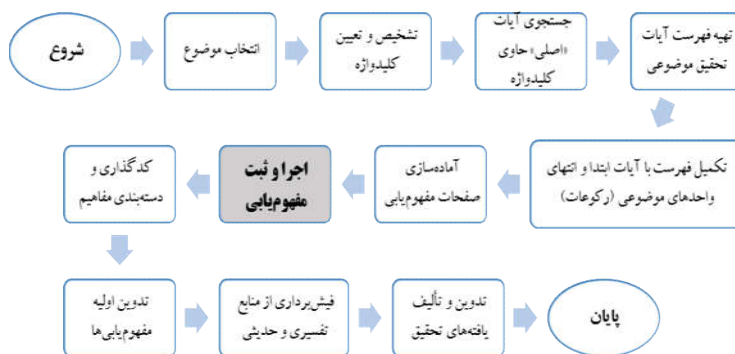 شروع
انتخاب موضوع
تشخیص و تعیین
کلیدواژه
جستجوی آیات
«اصلی» حاوی
کلیدواژه
تهیه فهرست آیات
تحقیق موضوعی
تکمیل فهرست با آیات ابتدا و انتهای
واحدهای موضوعی (رکوعات)
آماده‌سازی
صفحات مفهوم‌یابی
اجرا و ثبت
مفهوم‌یابی
کدگذاری و
دسته‌بندی مفاهیم
تدوین اولیه
مفهوم‌یابی‌ها
فیش‌برداری از منابع
تفسیری و حدیثی
تدوین و تألیف
یافته‌های تحقیق
پایان